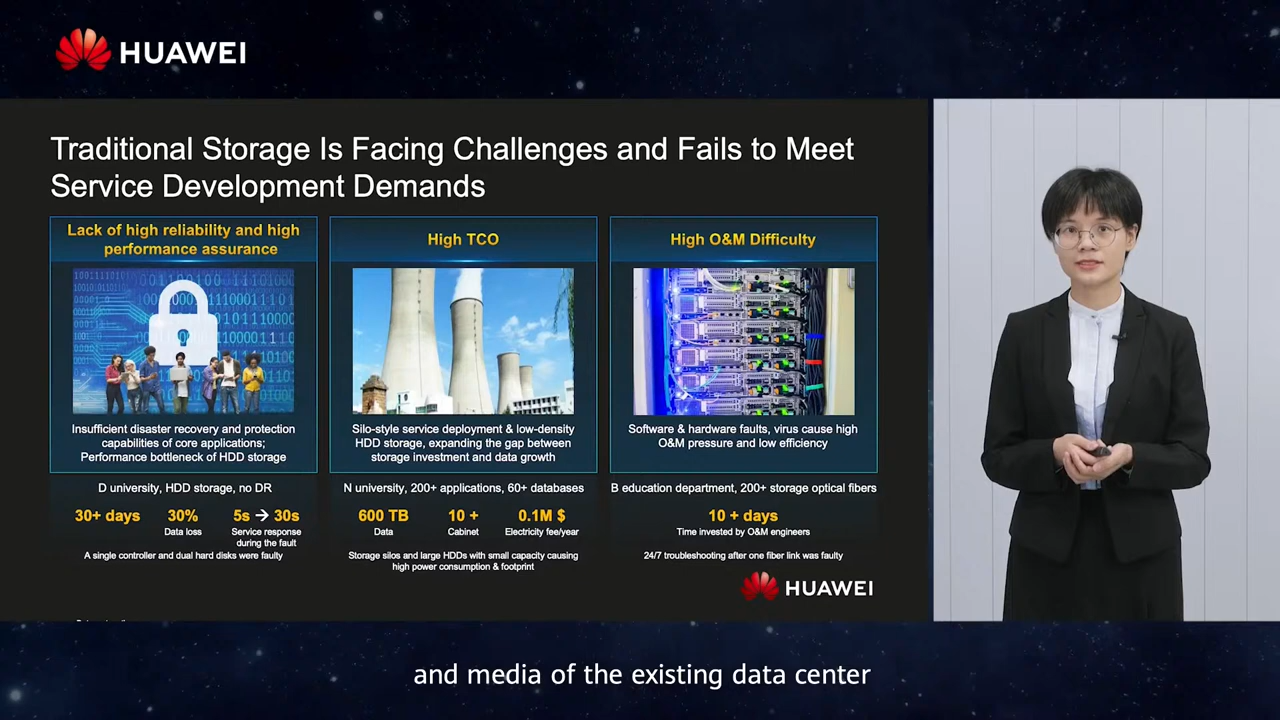 HUAWEI
Traditional Storage Is Facing Challenges and Fails to Meet
Service Development Demands
Lack of high reliability and high
performance assurance
Insufficient disaster recovery and protection
capabilities of core applications;
Performance bottleneck of HDD storage
D university, HDD storage, no DR
30+ days
30%
Data loss
5s → 30s
Service response
during the fault
A single controller and dual hard disks were faulty
High TCO
Silo-style service deployment & low-density
HDD storage, expanding the gap between
storage investment and data growth
N university, 200+ applications, 60+ databases
600 TB
Data
10 +
Cabinet
0.1M $
Electricity fee/year
Storage silos and large HDDs with small capacity causing
high power consumption & footprint
High O&M Difficulty
Software & hardware faults, virus cause high
O&M pressure and low efficiency
B education department, 200+ storage optical fibers
10 + days
Time invested by O&M engineers
24/7 troubleshooting after one fiber link was faulty
HUAWEI
and media of the existing data center